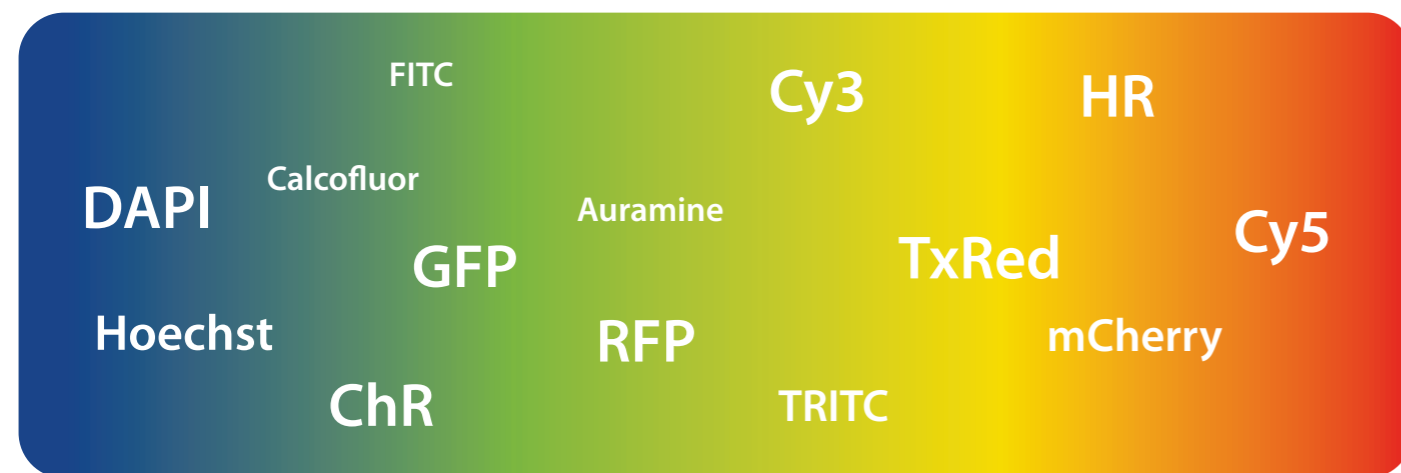 FITC
Cy3
HR
Calcofluor
DAPI
Auramine
Cy5
GFP
TxRed
Hoechst
RFP
mCherry
ChR
TRITC